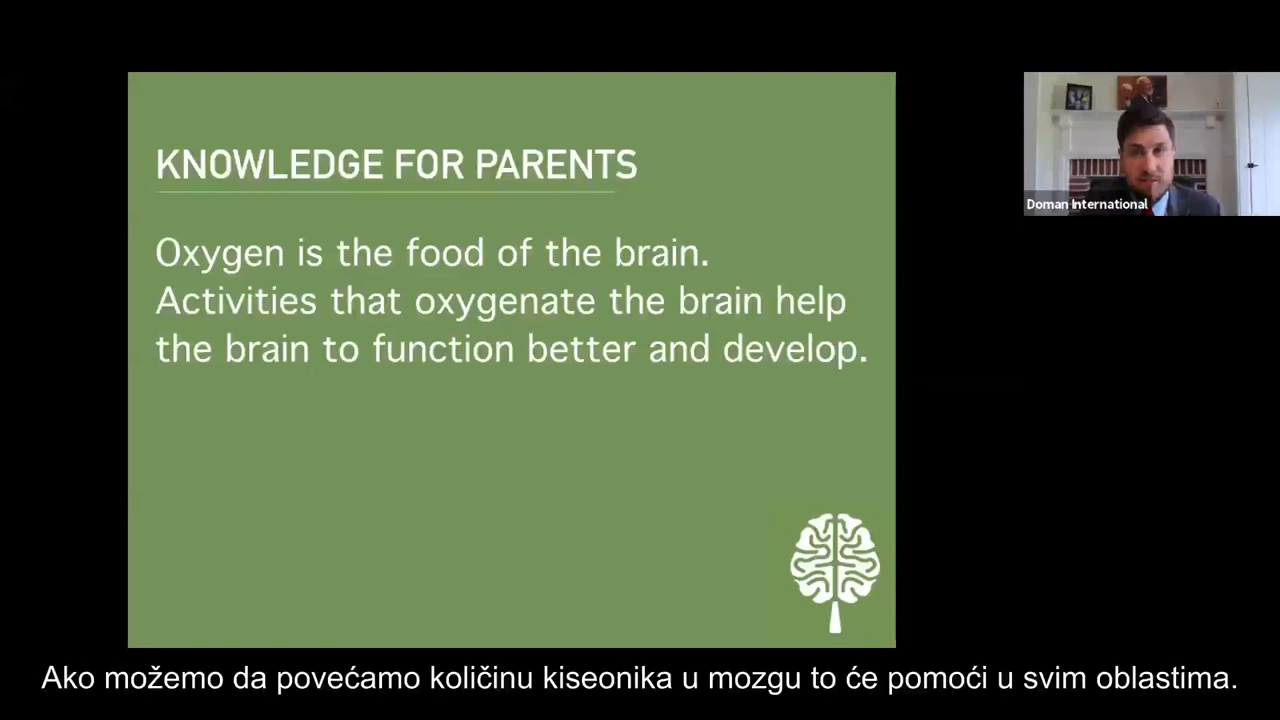 KNOWLEDGE FOR PARENTS
Oxygen is the food of the brain.
Activities that oxygenate the brain help
the brain to function better and develop.
Doman International
Ako možemo da povećamo količinu kiseonika u mozgu to će pomoći u svim oblastima.